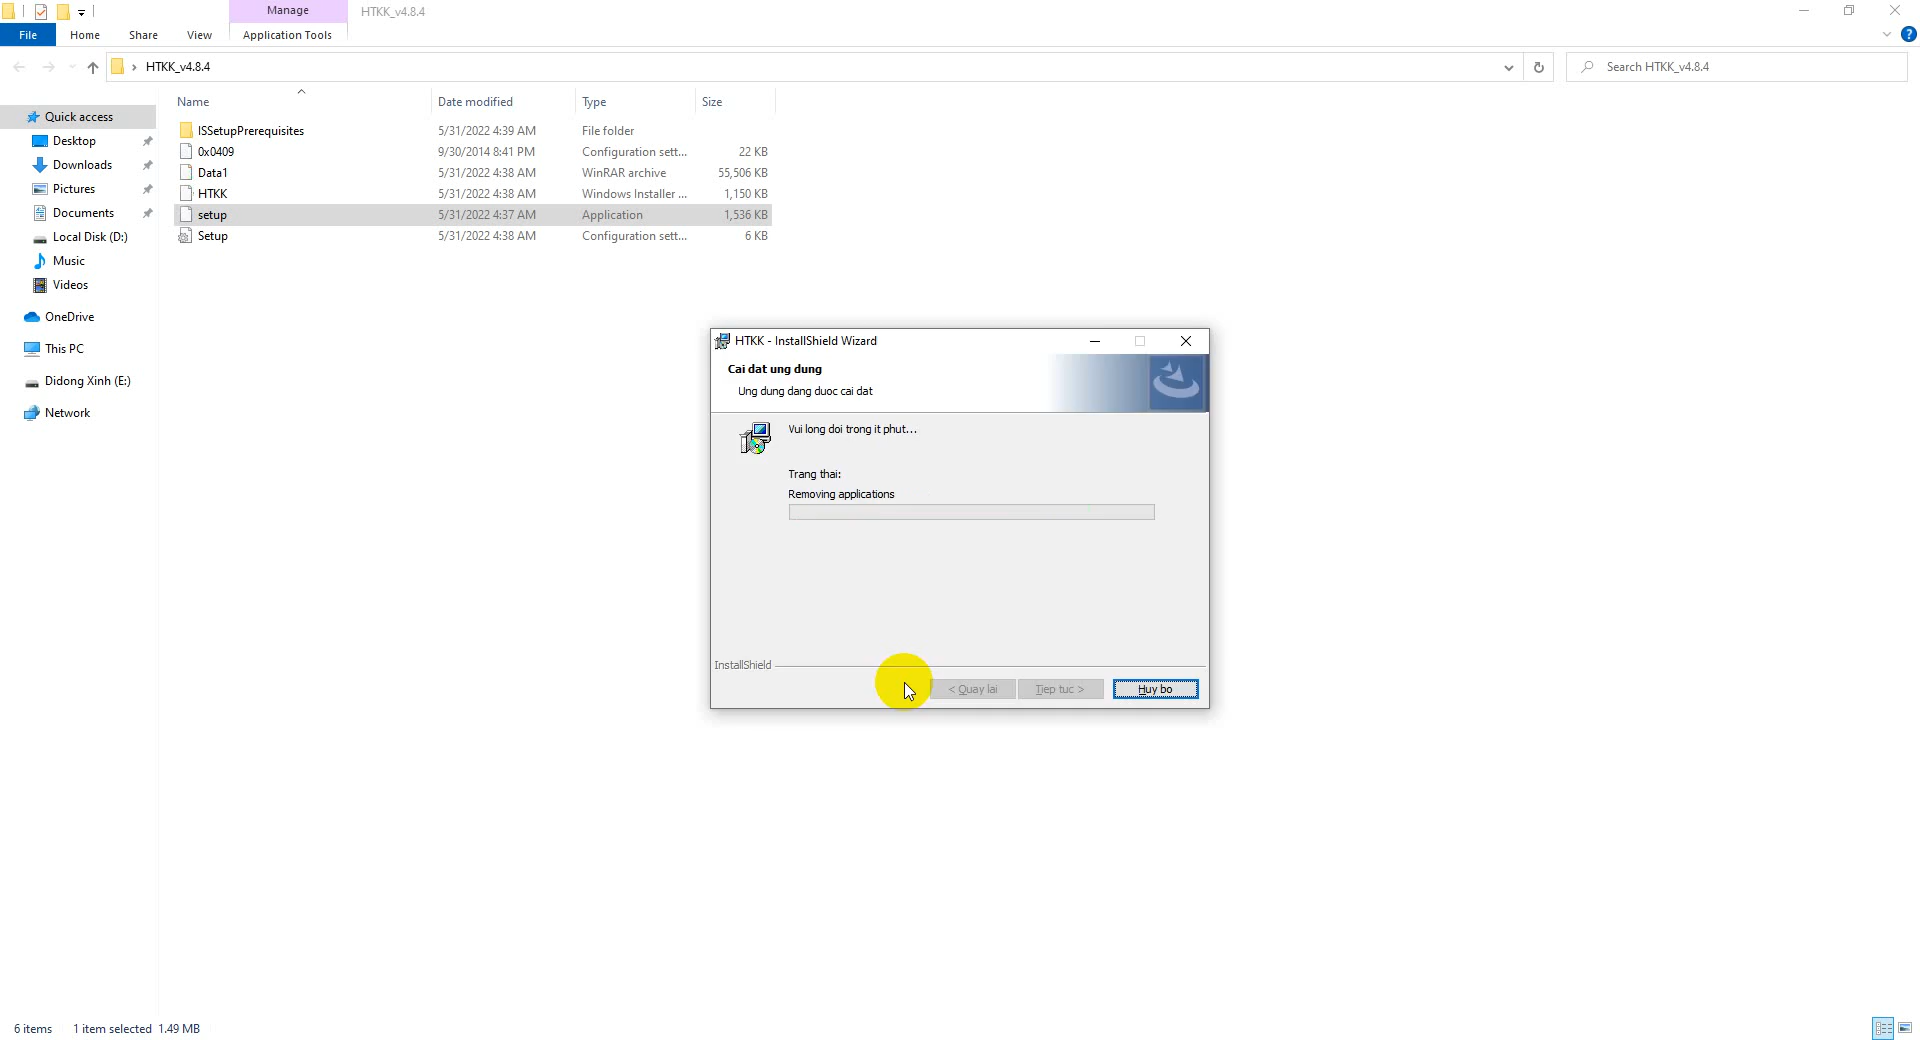 Manage
HTKK_v4.8.4
File
Home
Share
View
Application Tools
HTKK_v4.8.4
Search HTKK_v4.8.4
Name
Date modified
Type
Size
Quick access
Desktop
Downloads
Pictures
Documents
Local Disk (D:)
Music
Videos
OneDrive
This PC
Didong Xinh (E:)
Network
ISSetupPrerequisites 5/31/2022 4:39 AM File folder
0x0409 9/30/2014 8:41 PM Configuration sett... 22 KB
Data1 5/31/2022 4:38 AM WinRAR archive 55,506 KB
HTKK 5/31/2022 4:38 AM Windows Installer ... 1,150 KB
setup 5/31/2022 4:37 AM Application 1,536 KB
Setup 5/31/2022 4:38 AM Configuration sett... 6 KB
HTKK - InstallShield Wizard
Cai dat ung dung
Ung dung dang duoc cai dat
Vui long doi trong it phut...
Trang thai:
Removing applications
InstallShield
< Quay lai
Tiep tuc >
Huy bo
6 items
1 item selected 1.49 MB